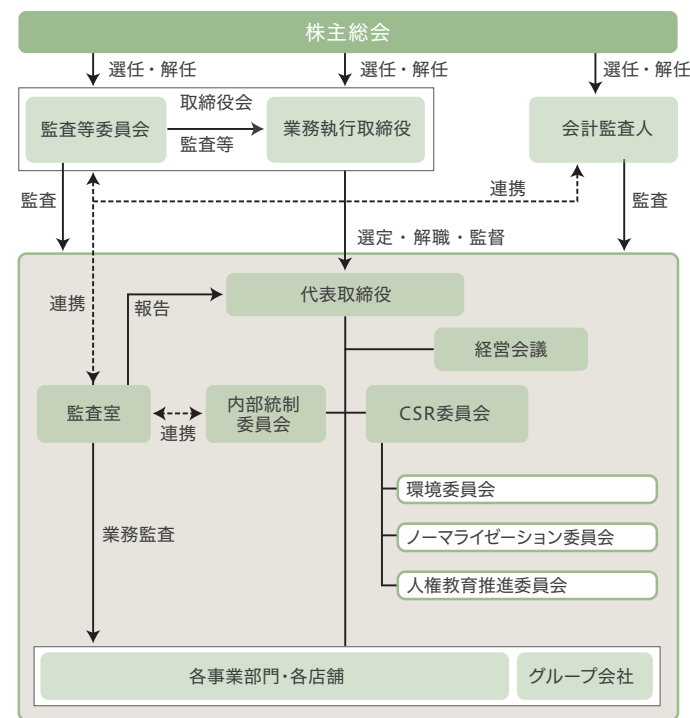 株主総会
選任・解任
選任・解任
選任・解任
取締役会
監査等委員会
監査等
業務執行取締役
会計監査人
監査
連携
監査
選定・解職・監督
代表取締役
連携
報告
経営会議
監査室
連携
内部統制
委員会
CSR委員会
環境委員会
ノーマライゼーション委員会
人権教育推進委員会
業務監査
各事業部門・各店舗
グループ会社